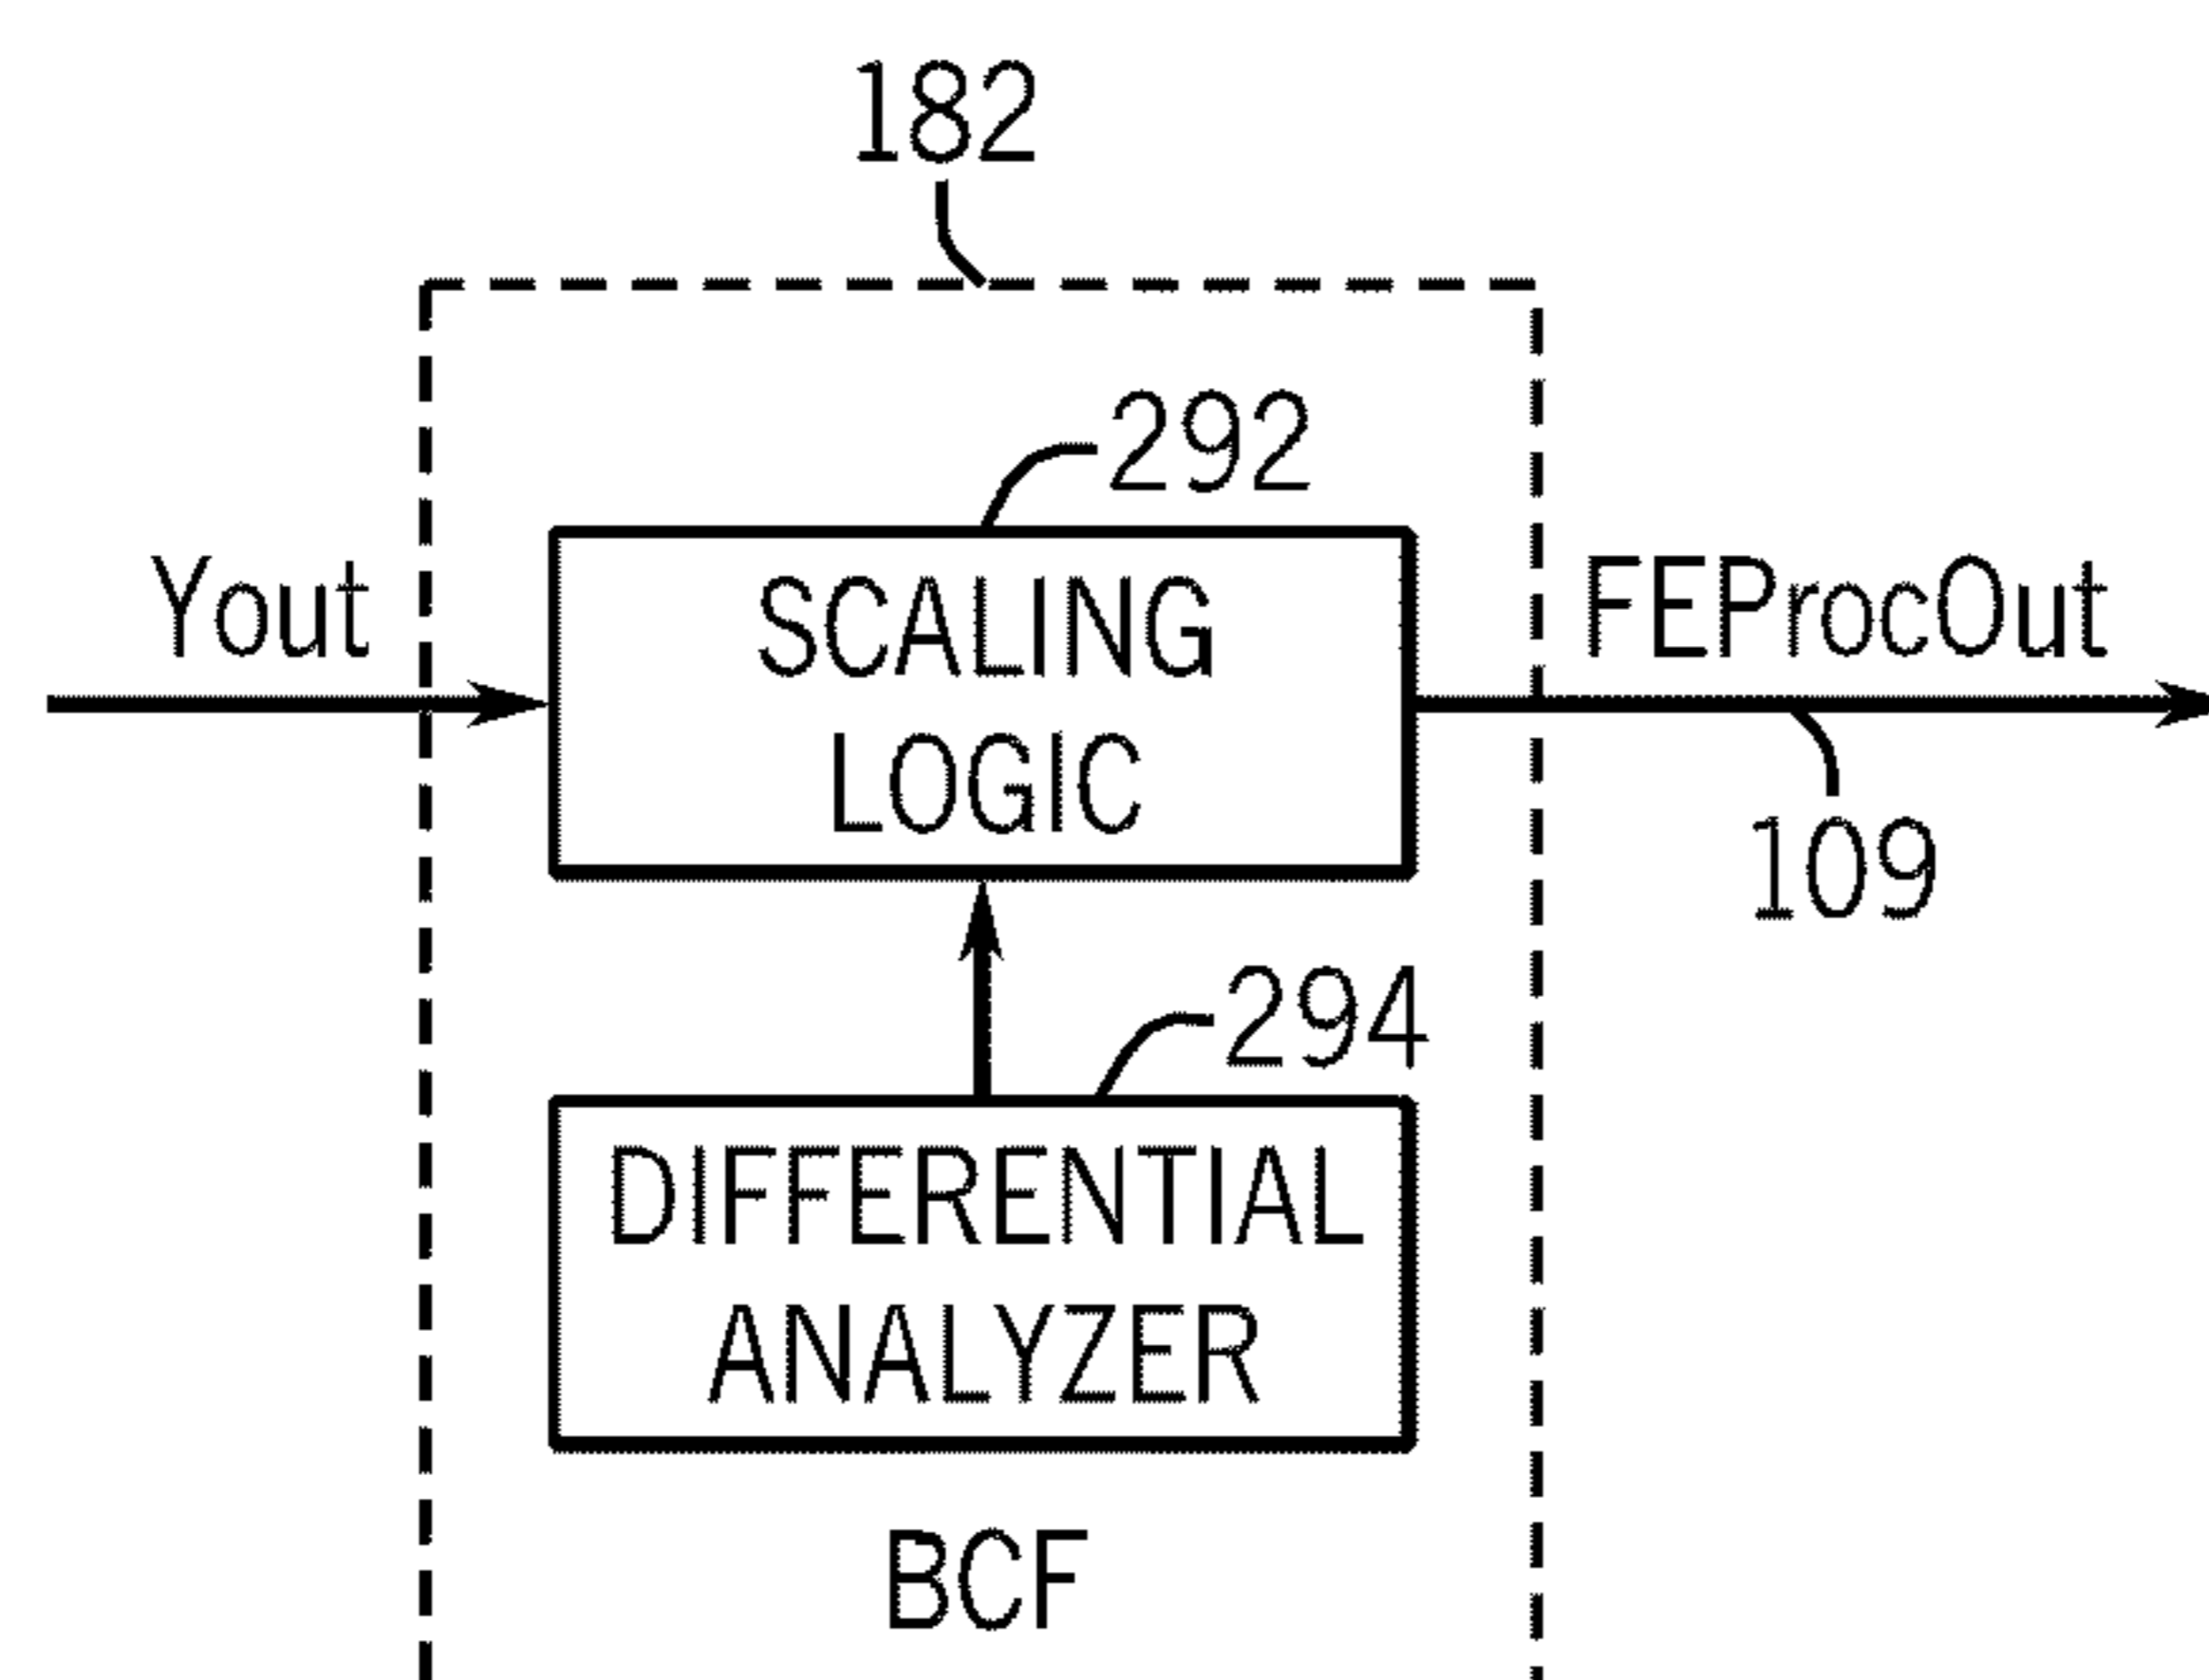 182
292
Yout
SCALING
LOGIC
FEProcOut
109
294
DIFFERENTIAL
ANALYZER
BCF